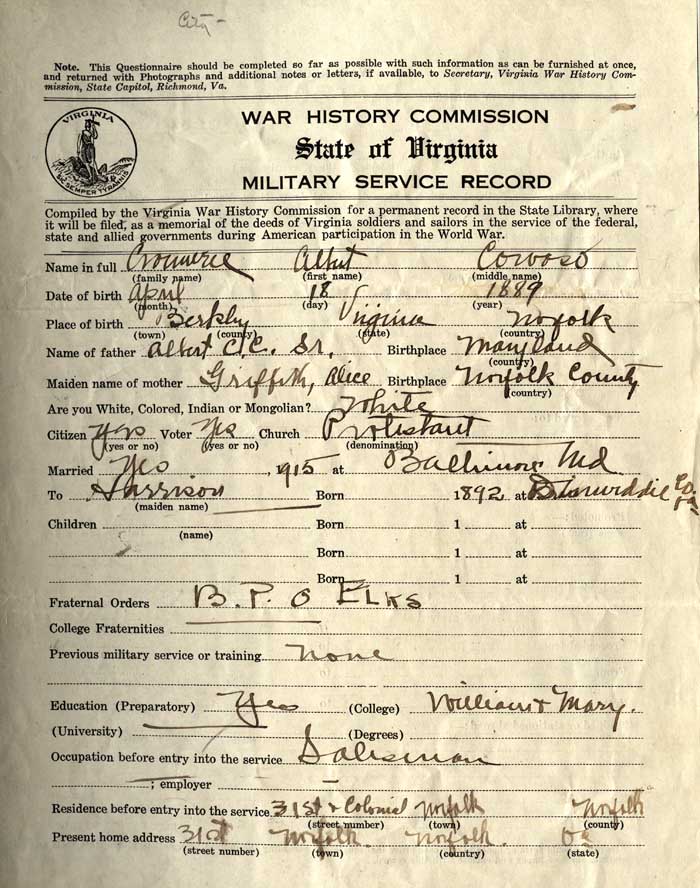 City -
Note. This Questionnaire should be completed so far as possible with such information as can be furnished at once,
and returned with Photographs and additional notes or letters, if available, to Secretary, Virginia War History Com-
mission, State Capitol, Richmond, Va.
VIRGINIA
SIC SEMPER TYRANNIS
WAR HISTORY COMMISSION
State of Virginia
MILITARY SERVICE RECORD
Compiled by the Virginia War History Commission for a permanent record in the State Library, where
it will be filed, as a memorial of the deeds of Virginia soldiers and sailors in the service of the federal,
state and allied governments during American participation in the World War.
Name in full Albert
(family name) (first name) (middle name)
Date of birth April 18 1889
(month) (day) (year)
Place of birth Berkley Virginia Norfolk
(town) (county) (state) (country)
Name of father Albert C.C. Sr. Birthplace Maryland
(country)
Maiden name of mother Griffith, Alice Birthplace Norfolk County
(country)
Are you White, Colored, Indian or Mongolian? White
Citizen Yes Voter Yes Church Protestant
(yes or no) (yes or no) (denomination)
Married Yes, 1915 at Baltimore Md
To Harrison Born 1892 at Dinwiddie Co. Va
(maiden name)
Children Born 1 at
(name)
Born 1 at
Born 1 at
Fraternal Orders B. P. O Elks
College Fraternities
Previous military service or training none
Education (Preparatory) Yes (College) William & Mary.
(University) (Degrees)
Occupation before entry into the service Salesman
; employer -
Residence before entry into the service 31st & Colonial Norfolk Norfolk
(street number) (town) (county)
Present home address 31st Norfolk Norfolk Va
(street number) (town) (country) (state)